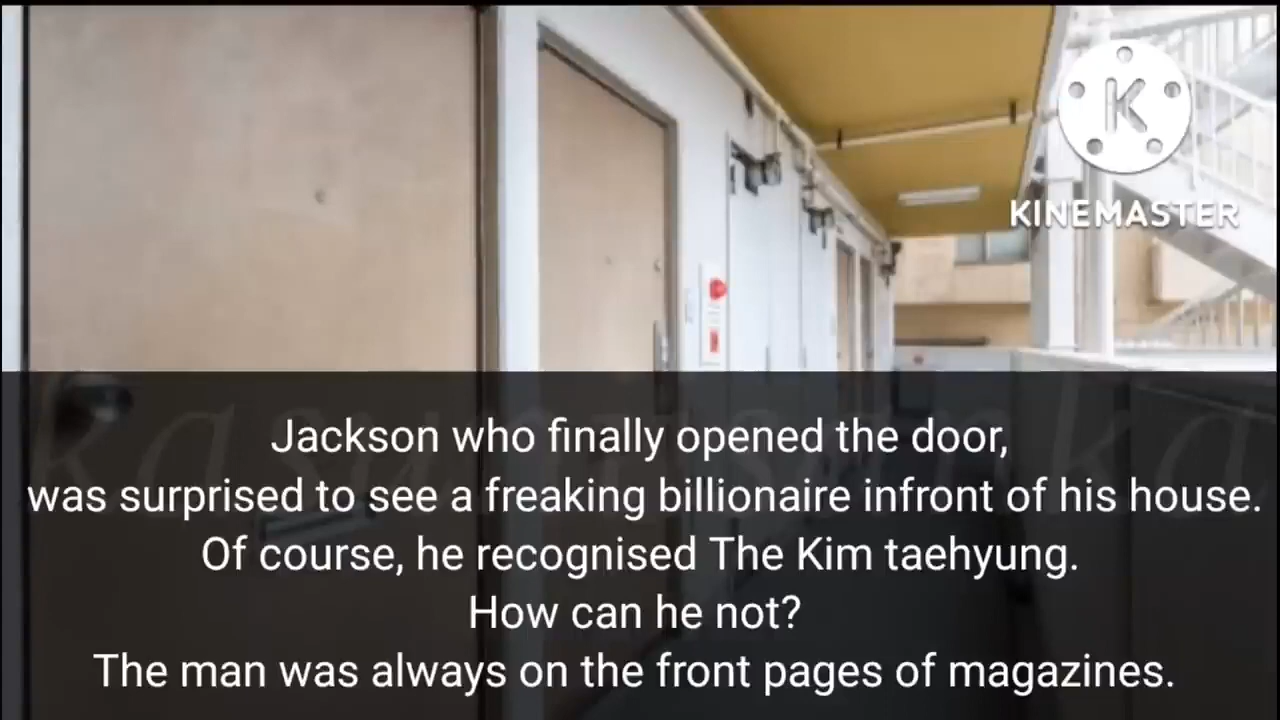 K
KINEMASTER
Jackson who finally opened the door,
was surprised to see a freaking billionaire infront of his house.
Of course, he recognised The Kim taehyung.
How can he not?
The man was always on the front pages of magazines.